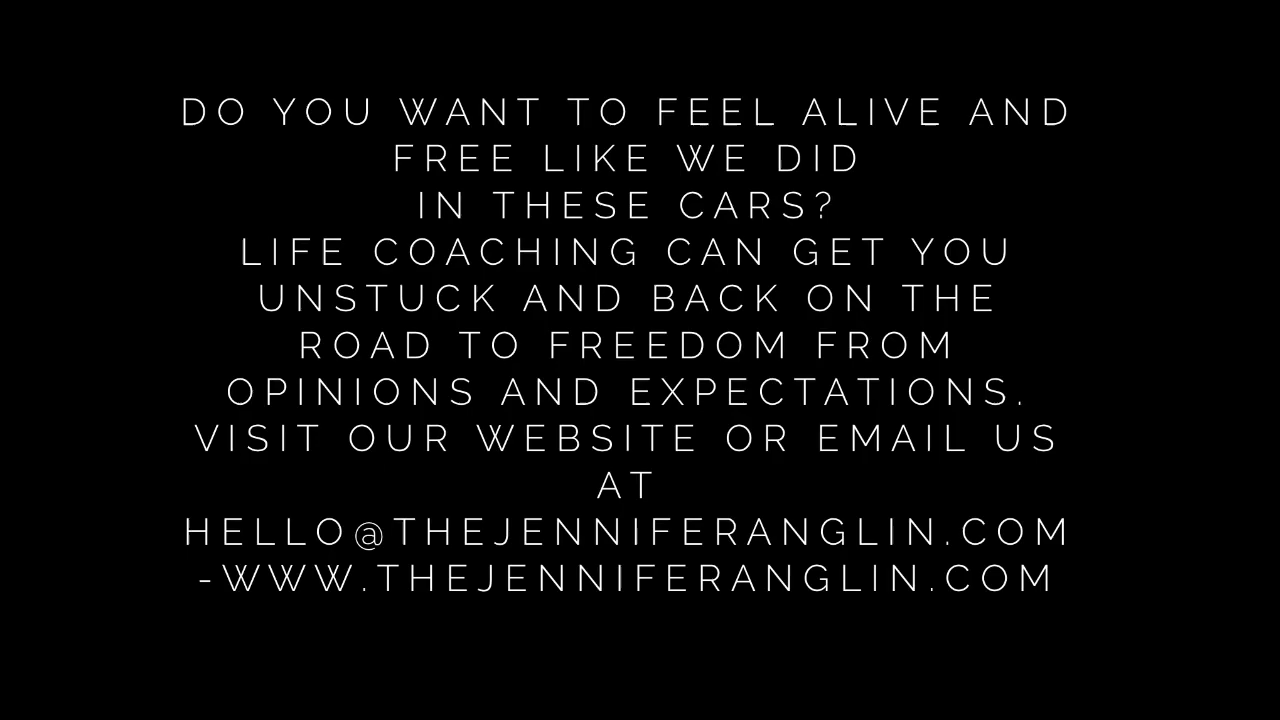 DO YOU WANT TO FEEL ALIVE AND
FREE LIKE WE DID
IN THESE CARS?
LIFE COACHING CAN GET YOU
UNSTUCK AND BACK ON THE
ROAD TO FREEDOM FROM
OPINIONS AND EXPECTATIONS.
VISIT OUR WEBSITE OR EMAIL US
AT
HELLO@THEJENNIFERANGLIN.COM
-WWW.THEJENNIFERANGLIN.COM